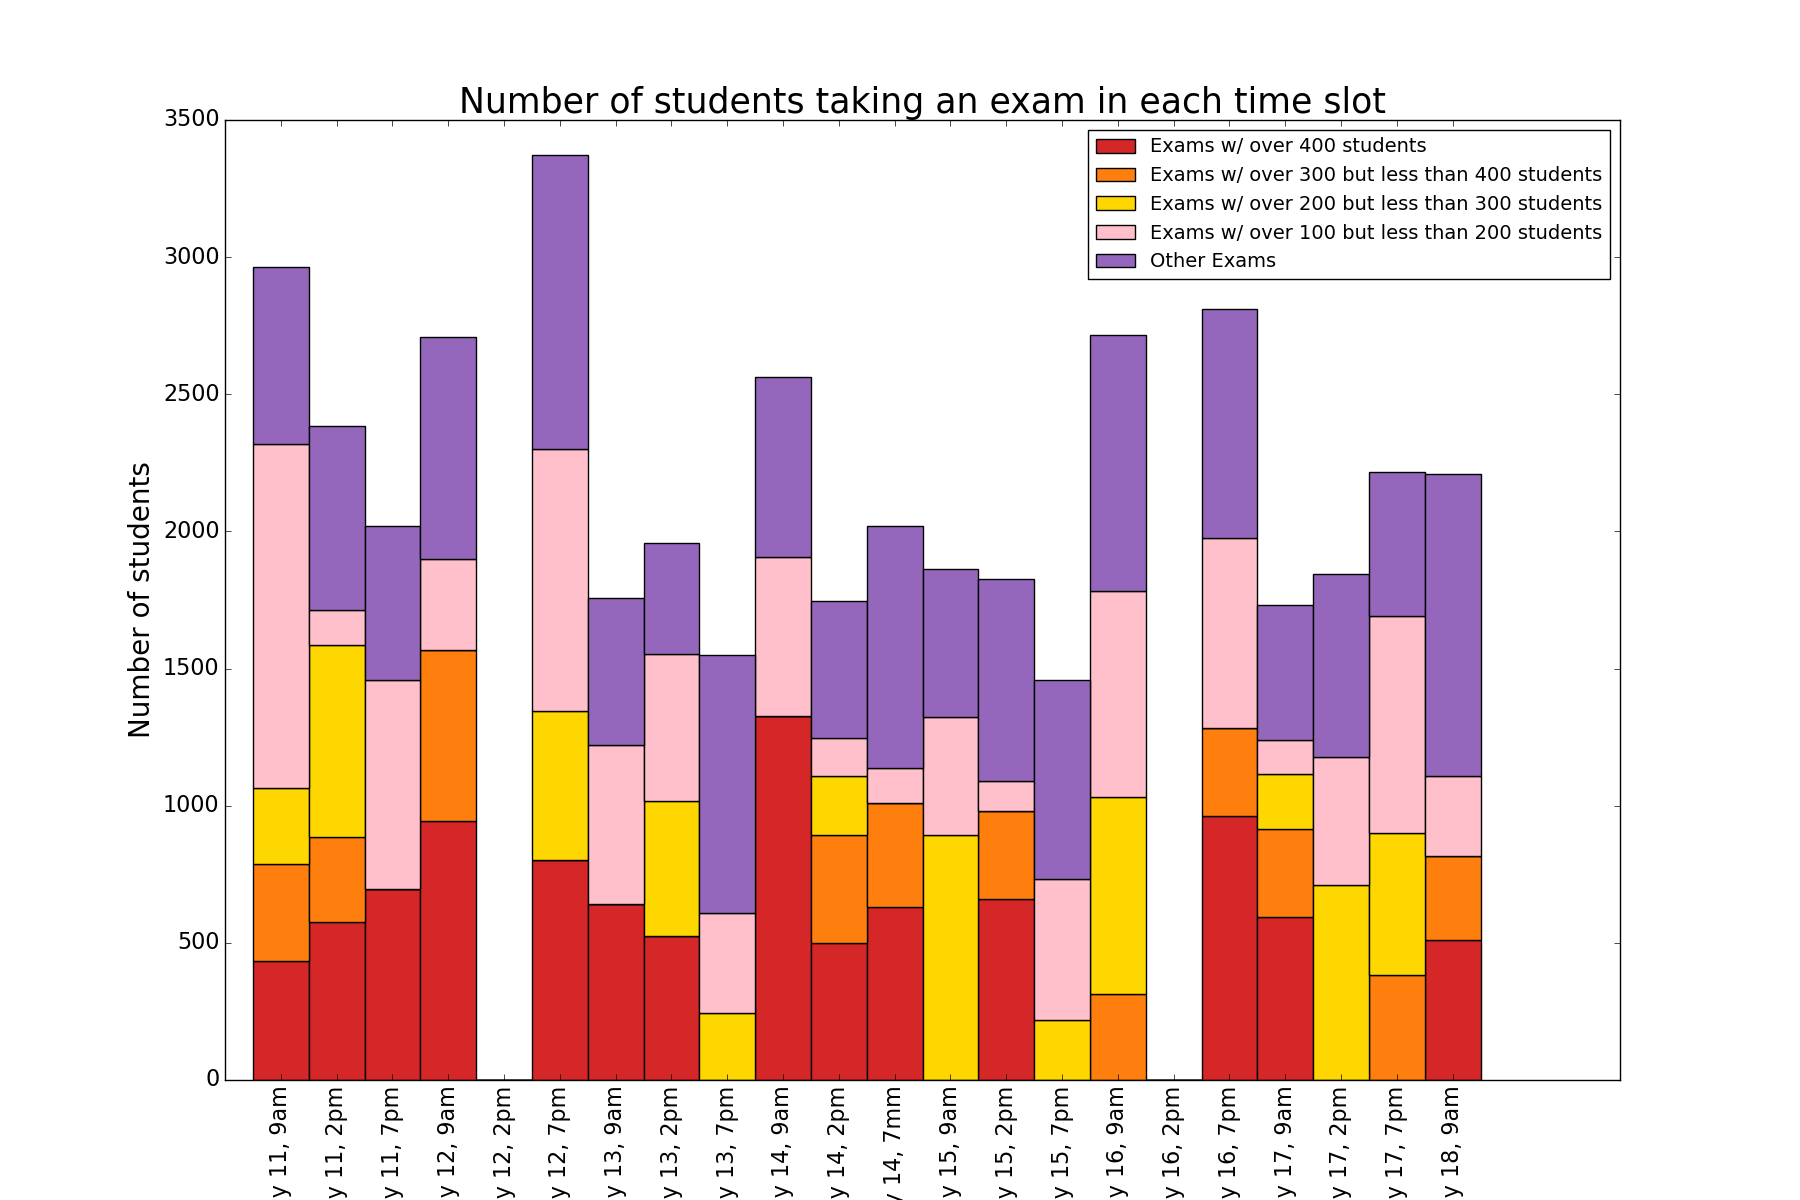 Number of students taking an exam in each time slot
Exams w/ over 400 students
Exams w/ over 300 but less than 400 students
Exams w/ over 200 but less than 300 students
Exams w/ over 100 but less than 200 students
Other Exams
Number of students
3500
3000
2500
2000
1500
1000
500
0
y 11, 9am
y 11, 2pm
y 11, 7pm
y 12, 9am
y 12, 2pm
y 12, 7pm
y 13, 9am
y 13, 2pm
y 13, 7pm
y 14, 9am
y 14, 2pm
y 14, 7mm
y 15, 9am
y 15, 2pm
y 15, 7pm
y 16, 9am
y 16, 2pm
y 16, 7pm
y 17, 9am
y 17, 2pm
y 17, 7pm
y 18, 9am